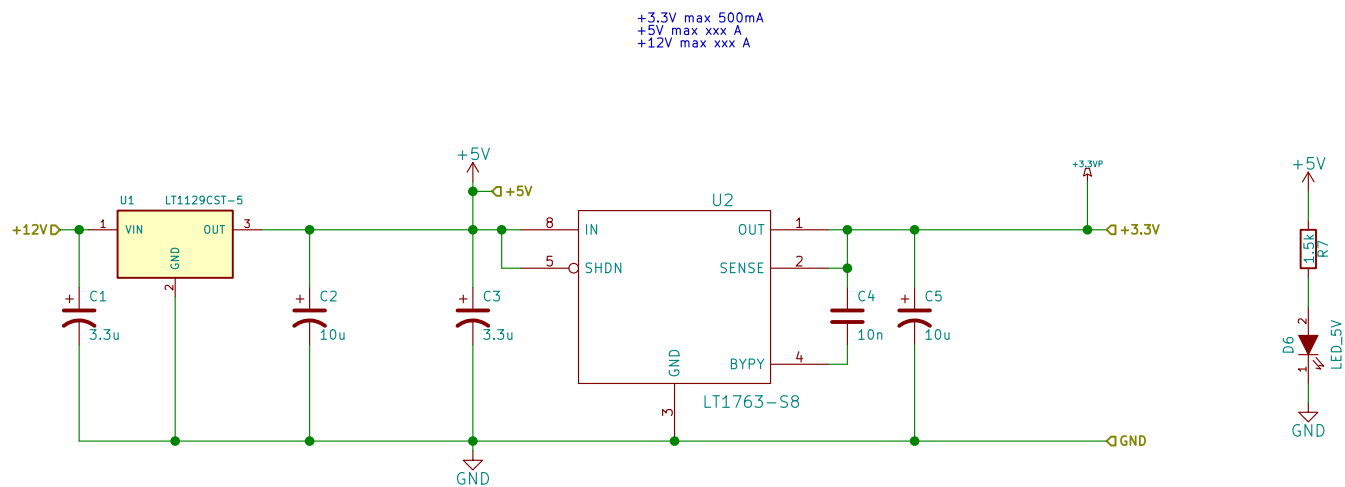 +3.3V max 500mA
+5V max xxx A
+12V max xxx A
+5V
+3.3VP
+5V
U1
LT1129CST-5
+5V
U2
+12V
1
VIN
OUT
3
8
IN
OUT
1
+3.3V
GND
2
5
SHDN
SENSE
2
1.5k
R7
+
C1
3.3u
+
C2
10u
+
C3
3.3u
C4
10n
+
C5
10u
2
D6
LED_5V
1
GND
BYPY
4
3
LT1763-S8
GND
GND
GND